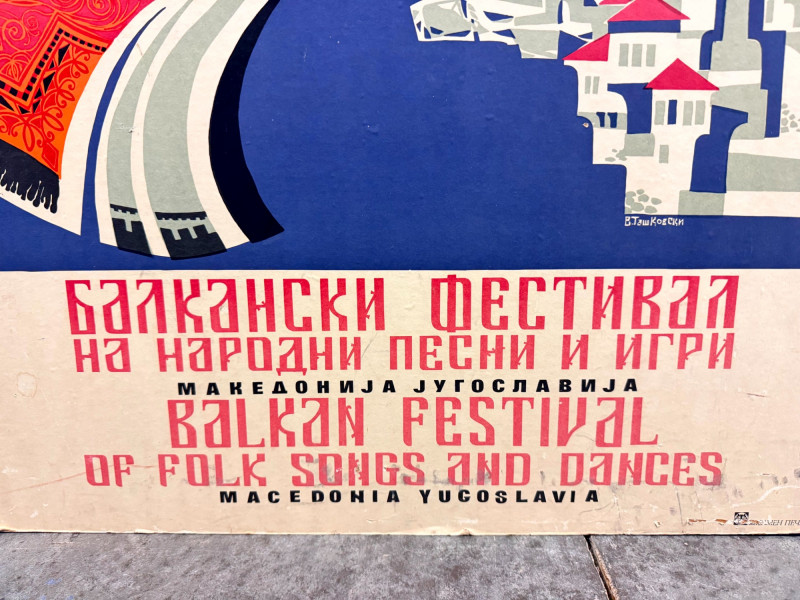 В.Ташковски
БАЛКАНСКИ ФЕСТИВАЛ
НА НАРОДНИ ПЕСНИ И ИГРИ
МАКЕДОНИЈА ЈУГОСЛАВИЈА
BALKAN FESTIVAL
OF FOLK SONGS AND DANCES
MACEDONIA YUGOSLAVIA